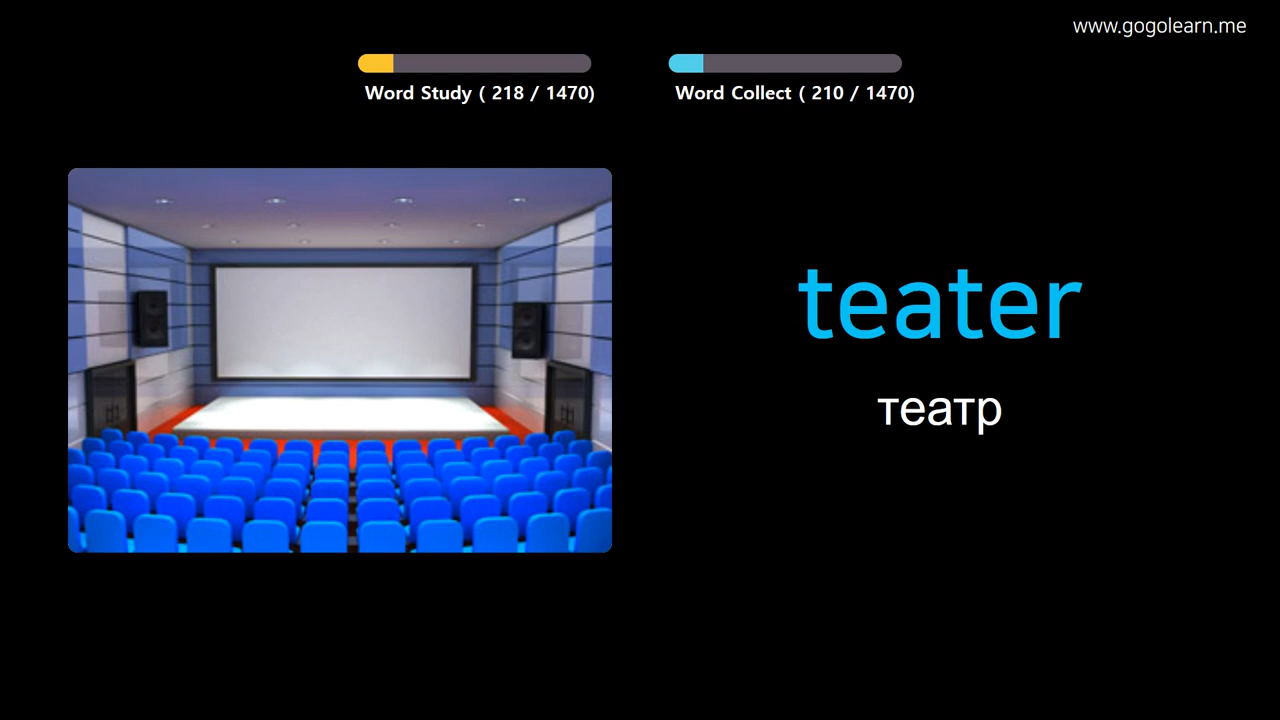 www.gogolearn.me
Word Study ( 218 / 1470)
Word Collect ( 210 / 1470)
teater
театр